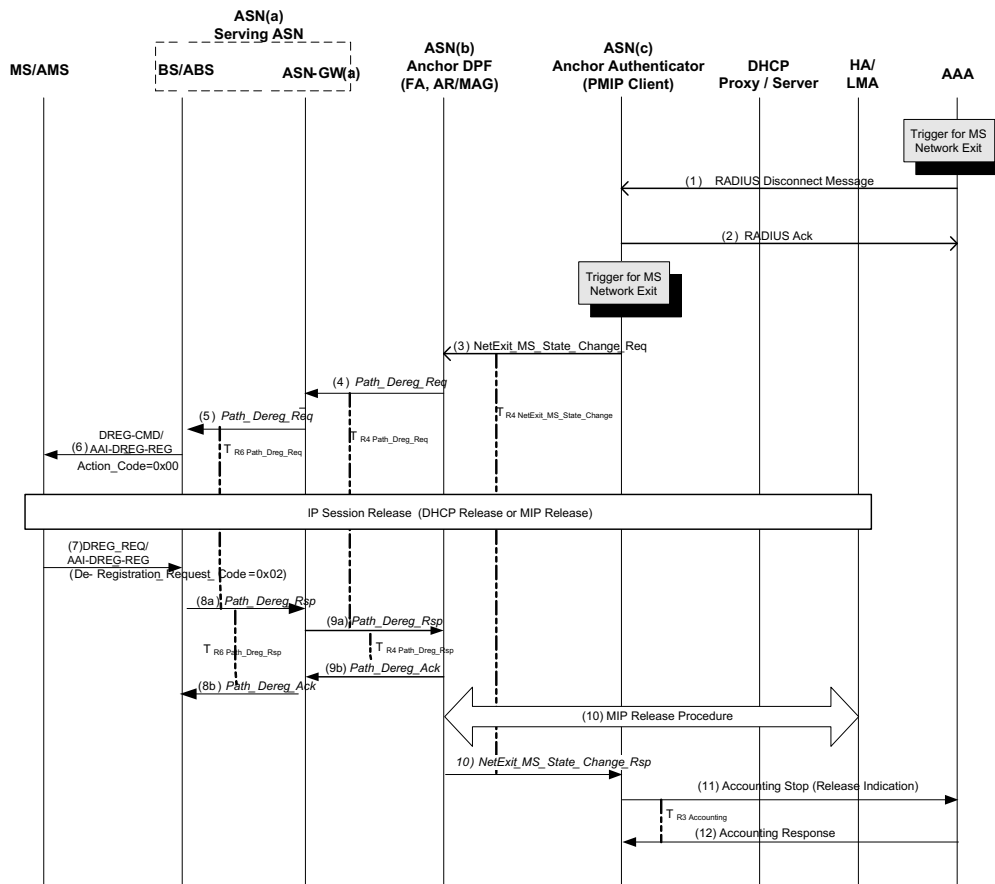 ASN(a)
Serving ASN
MS/AMS
BS/ABS
ASN-GW(a)
ASN(b)
Anchor DPF
(FA, AR/MAG)
ASN(c)
Anchor Authenticator
(PMIP Client)
DHCP
Proxy / Server
HA/
LMA
AAA
Trigger for MS
Network Exit
(1) RADIUS Disconnect Message
(2) RADIUS Ack
Trigger for MS
Network Exit
(3) NetExit_MS_State_Change_Req
(4) Path_Dereg_Req
T R4 NetExit_MS_State_Change
(5) Path_Dereg_Req
T R4 Path_Dreg_Req
T R6 Path_Dreg_Req
DREG-CMD/
(6) AAI-DREG-REG
Action_Code=0x00
IP Session Release (DHCP Release or MIP Release)
(7)DREG_REQ/
AAI-DREG-REG
(De- Registration_Request_ Code =0x02)
(8a) Path_Dereg_Rsp
(9a) Path_Dereg_Rsp
T R6 Path_Dreg_Rsp
T R4 Path_Dreg_Rsp
(9b) Path_Dereg_Ack
(8b) Path_Dereg_Ack
(10) MIP Release Procedure
10) NetExit_MS_State_Change_Rsp
(11) Accounting Stop (Release Indication)
T R3 Accounting
(12) Accounting Response